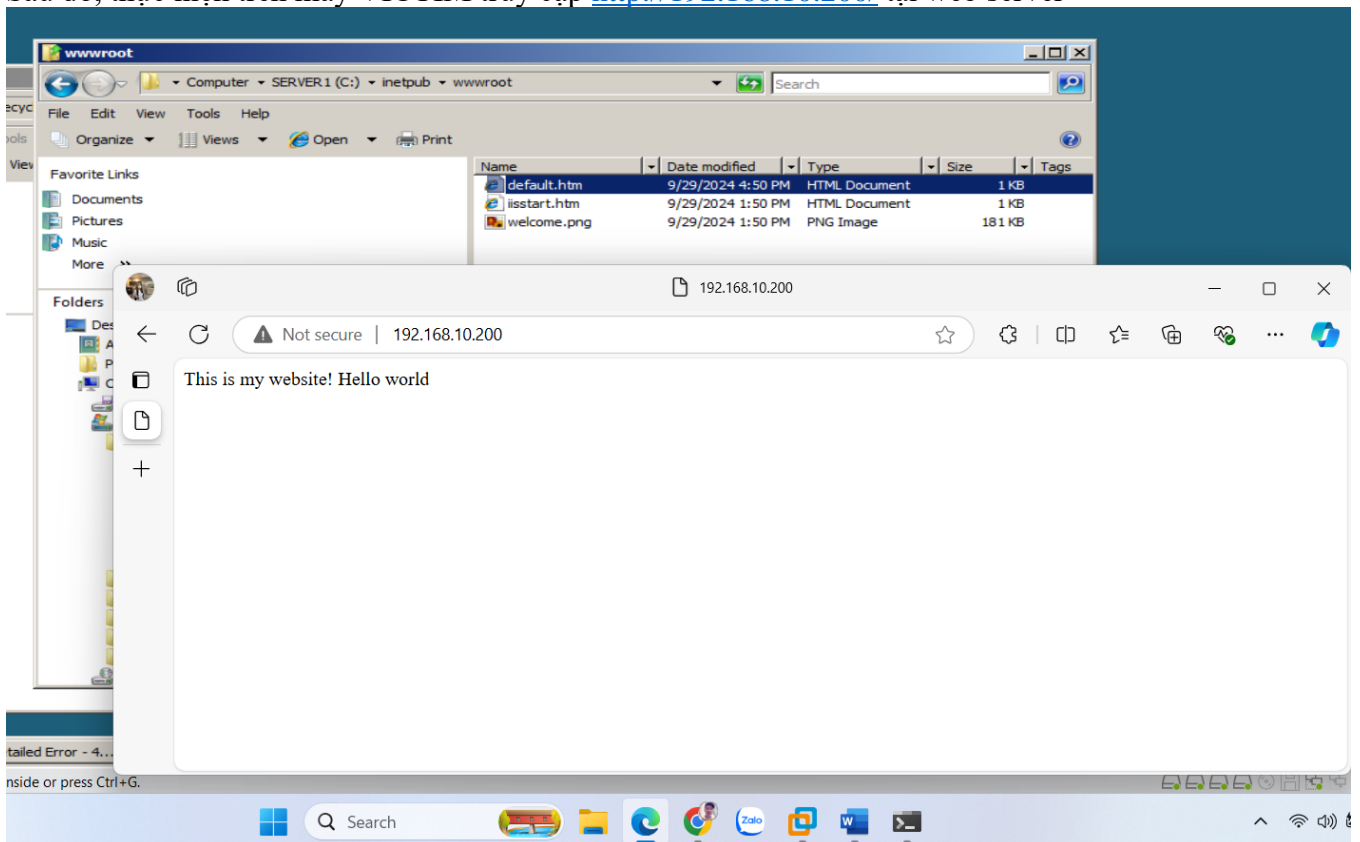 wwwroot
Computer ▾ SERVER1 (C:) ▾ inetpub ▾ wwwroot
Search
File Edit View Tools Help
Organize Views Open Print
Favorite Links
Documents
Pictures
Music
More »
Folders
Name Date modified Type Size Tags
default.htm 9/29/2024 4:50 PM HTML Document 1 KB
iisstart.htm 9/29/2024 1:50 PM HTML Document 1 KB
welcome.png 9/29/2024 1:50 PM PNG Image 181 KB
192.168.10.200
Not secure | 192.168.10.200
This is my website! Hello world
tailed Error - 4...
nside or press Ctrl+G.
Search
Zalo